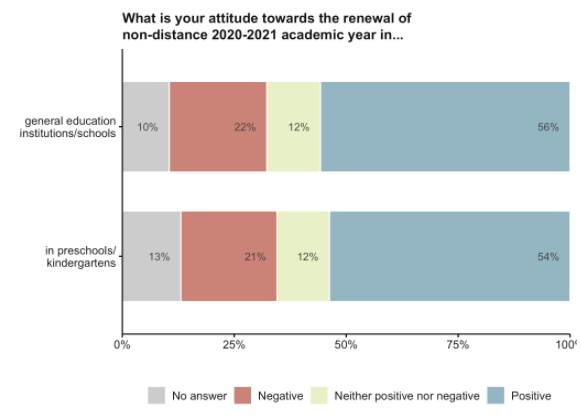 What is your attitude towards the renewal of
non-distance 2020-2021 academic year in...
general education
institutions/schools
10% 22% 12% 56%
in preschools/
kindergartens
13% 21% 12% 54%
0% 25% 50% 75% 100%
No answer Negative Neither positive nor negative Positive